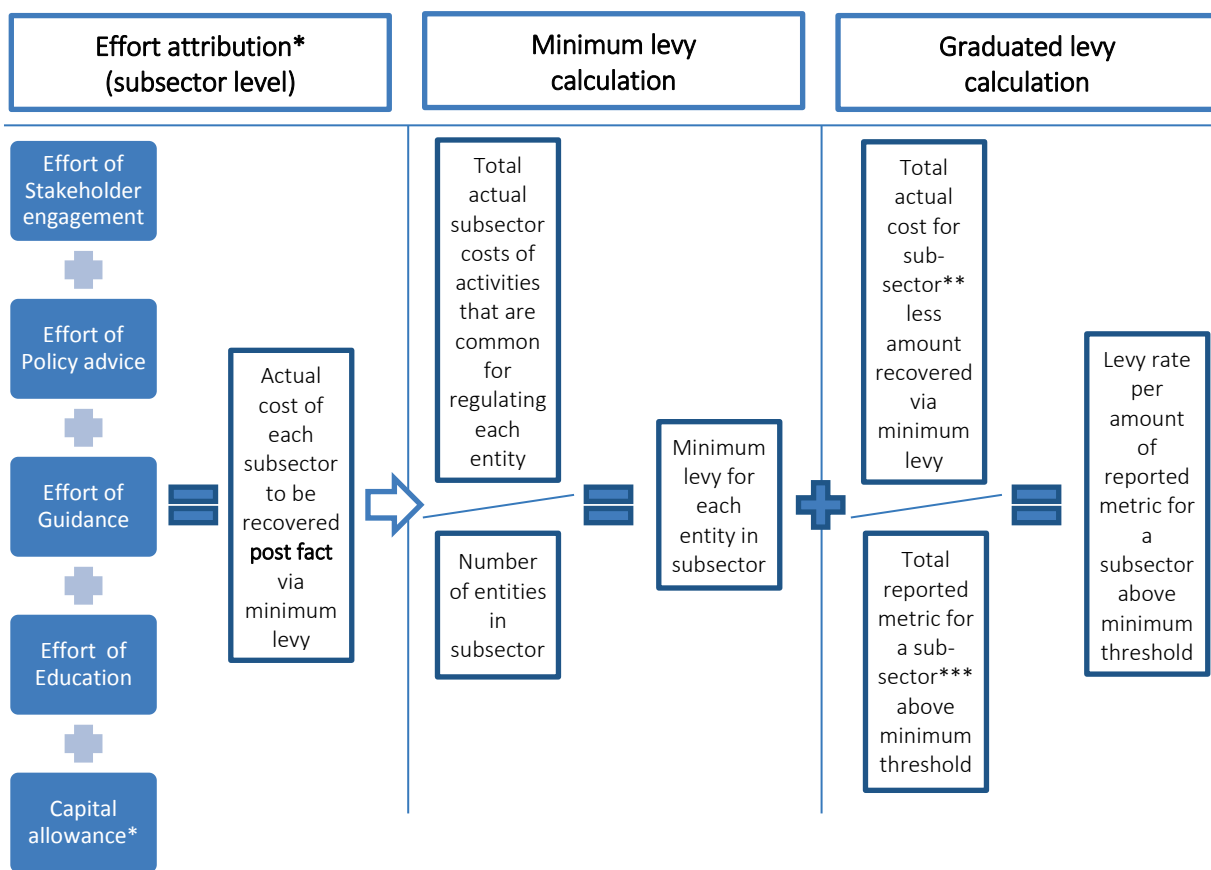 Effort attribution*
(subsector level)
Minimum levy
calculation
Graduated levy
calculation
Effort of
Stakeholder
engagement
Effort of
Policy advice
Effort of
Guidance
Effort of
Education
Capital
allowance*
Actual
cost of
each
subsector
to be
recovered
post fact
via
minimum
levy
Total
actual
subsector
costs of
activities
that are
common
for
regulating
each
entity
Number
of entities
in
subsector
Minimum
levy for
each
entity in
subsector
Total
actual
cost for
sub-
sector**
less
amount
recovered
via
minimum
levy
Total
reported
metric for
a sub-
sector***
above
minimum
threshold
Levy rate
per
amount
of
reported
metric for
a
subsector
above
minimum
threshold